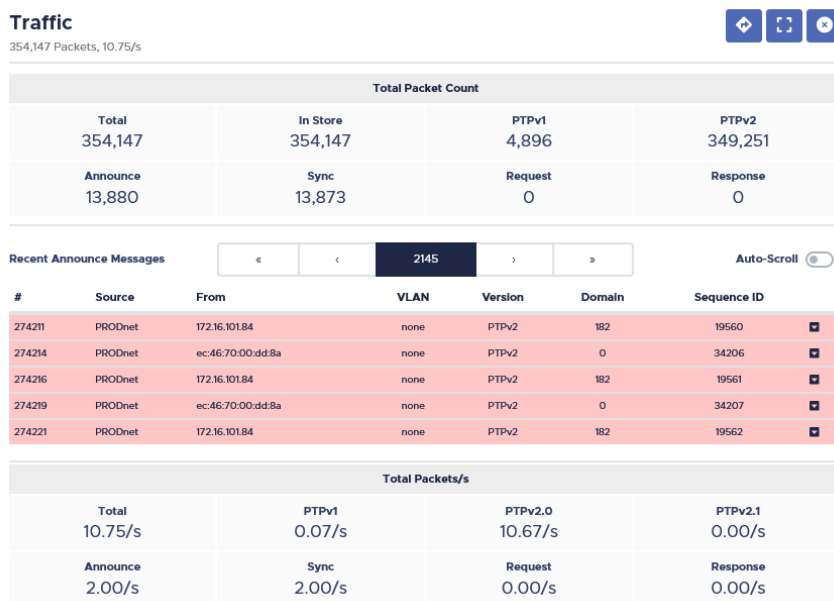 Traffic
354,147 Packets, 10.75/s
Total Packet Count
Total In Store PTPv1 PTPv2
354,147 354,147 4,896 349,251
Announce Sync Request Response
13,880 13,873 0 0
Recent Announce Messages « ‹ 2145 › » Auto-Scroll
# Source From VLAN Version Domain Sequence ID
274211 PRODnet 172.16.101.84 none PTPv2 182 19560
274214 PRODnet ec:46:70:00:dd:8a none PTPv2 0 34206
274216 PRODnet 172.16.101.84 none PTPv2 182 19561
274219 PRODnet ec:46:70:00:dd:8a none PTPv2 0 34207
274221 PRODnet 172.16.101.84 none PTPv2 182 19562
Total Packets/s
Total PTPv1 PTPv2.0 PTPv2.1
10.75/s 0.07/s 10.67/s 0.00/s
Announce Sync Request Response
2.00/s 2.00/s 0.00/s 0.00/s